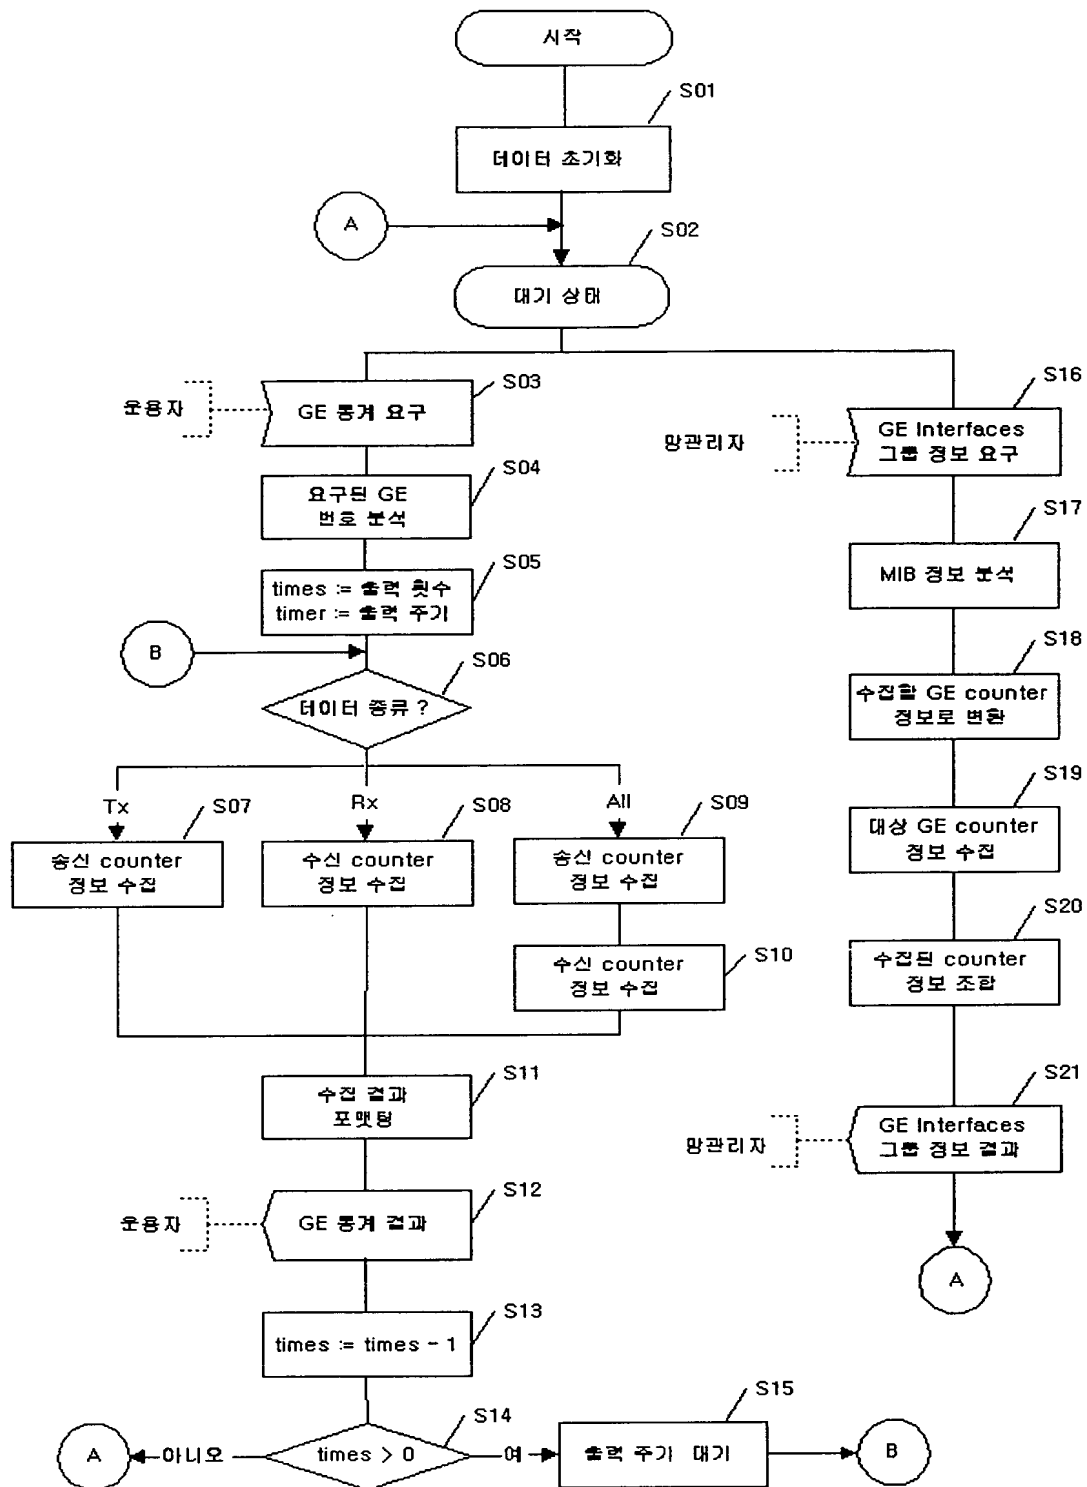 시작
S01
데이터 초기화
A
S02
대기 상태
S03
운용자
GE 통계 요구
S16
망관리자
GE Interfaces
그룹 정보 요구
S04
요구된 GE
번호 분석
S17
MIB 정보 분석
S05
times := 출력 횟수
timer := 출력 주기
B
S06
데이터 종류 ?
S18
수집할 GE counter
정보로 변환
Tx
S07
Rx
S08
All
S09
송신 counter
정보 수집
수신 counter
정보 수집
송신 counter
정보 수집
S19
대상 GE counter
정보 수집
S10
수신 counter
정보 수집
S20
수집된 counter
정보 조합
S11
수집 결과
포맷팅
S21
망관리자
GE Interfaces
그룹 정보 결과
S12
운용자
GE 통계 결과
A
S13
times := times - 1
S14
times > 0
A
아니오
예
S15
출력 주기 대기
B